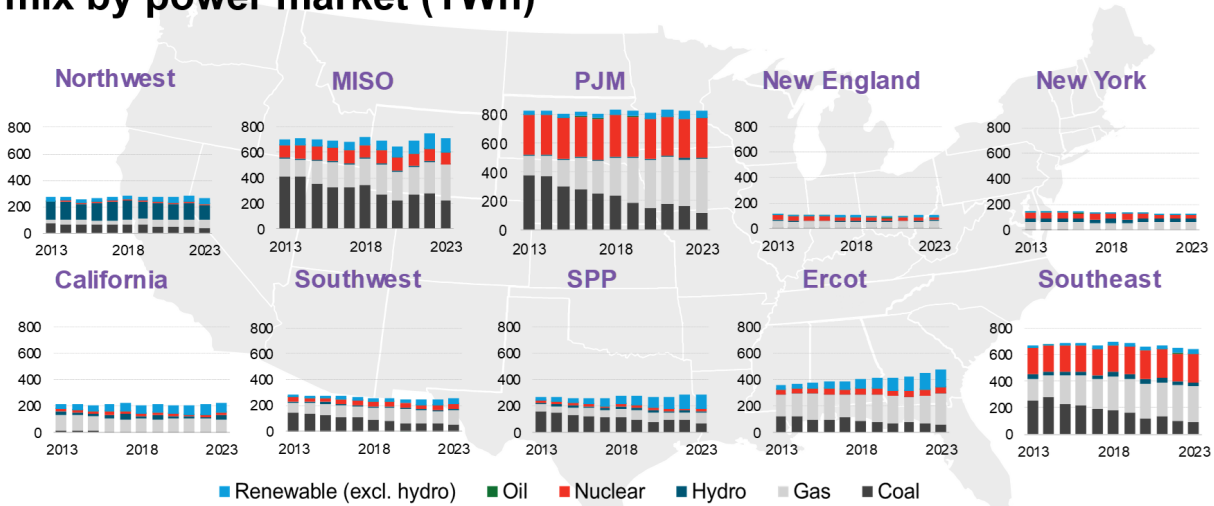 mix by power market (TWh)
Northwest
MISO
PJM
New England
New York
800
600
400
200
0
2013 2018 2023
800
600
400
200
0
2013 2018 2023
800
600
400
200
0
2013 2018 2023
800
600
400
200
0
2013 2018 2023
800
600
400
200
0
2013 2018 2023
California
Southwest
SPP
Ercot
Southeast
800
600
400
200
0
2013 2018 2023
800
600
400
200
0
2013 2018 2023
800
600
400
200
0
2013 2018 2023
800
600
400
200
0
2013 2018 2023
800
600
400
200
0
2013 2018 2023
Renewable (excl. hydro) Oil Nuclear Hydro Gas Coal